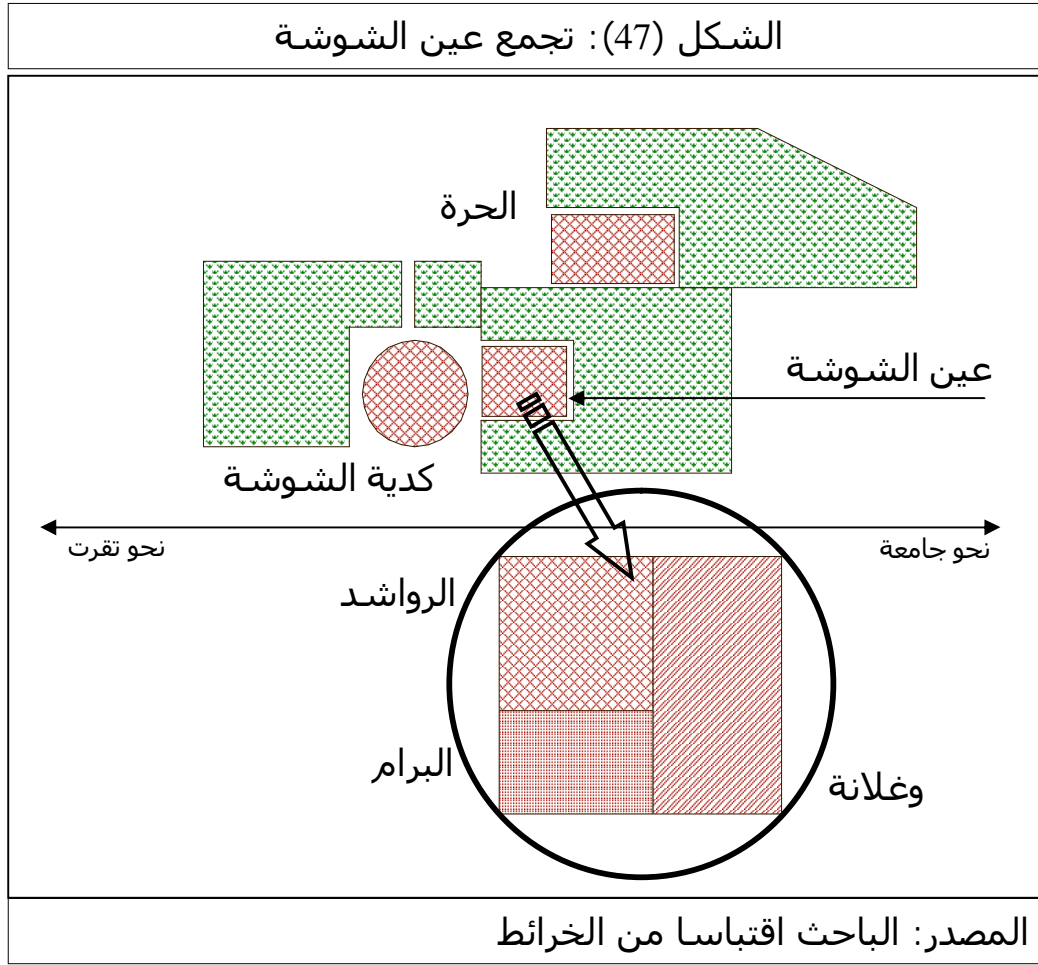 الشكل (47): تجمع عين الشوشة
الحرة
عين الشوشة
كدية الشوشة
نحو جامعة
نحو تقرت
الرواشد
البرام
وغلانة
المصدر: الباحث اقتباسا من الخرائط